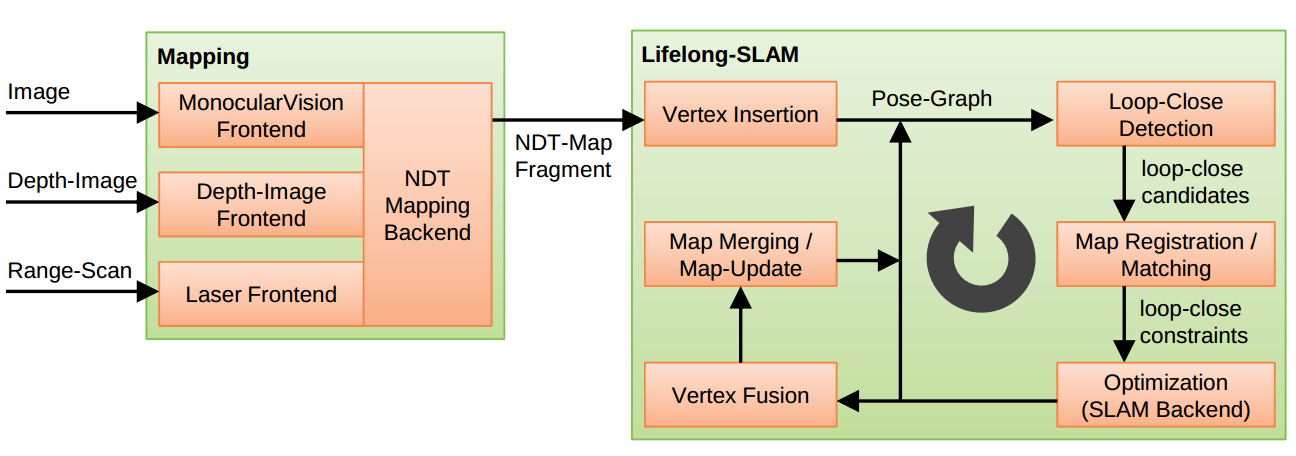 Mapping
Image
MonocularVision
Frontend
Depth-Image
Depth-Image
Frontend
Range-Scan
Laser Frontend
NDT
Mapping
Backend
NDT-Map
Fragment
Lifelong-SLAM
Vertex Insertion
Pose-Graph
Loop-Close
Detection
loop-close
candidates
Map Registration /
Matching
loop-close
constraints
Optimization
(SLAM Backend)
Vertex Fusion
Map Merging /
Map-Update